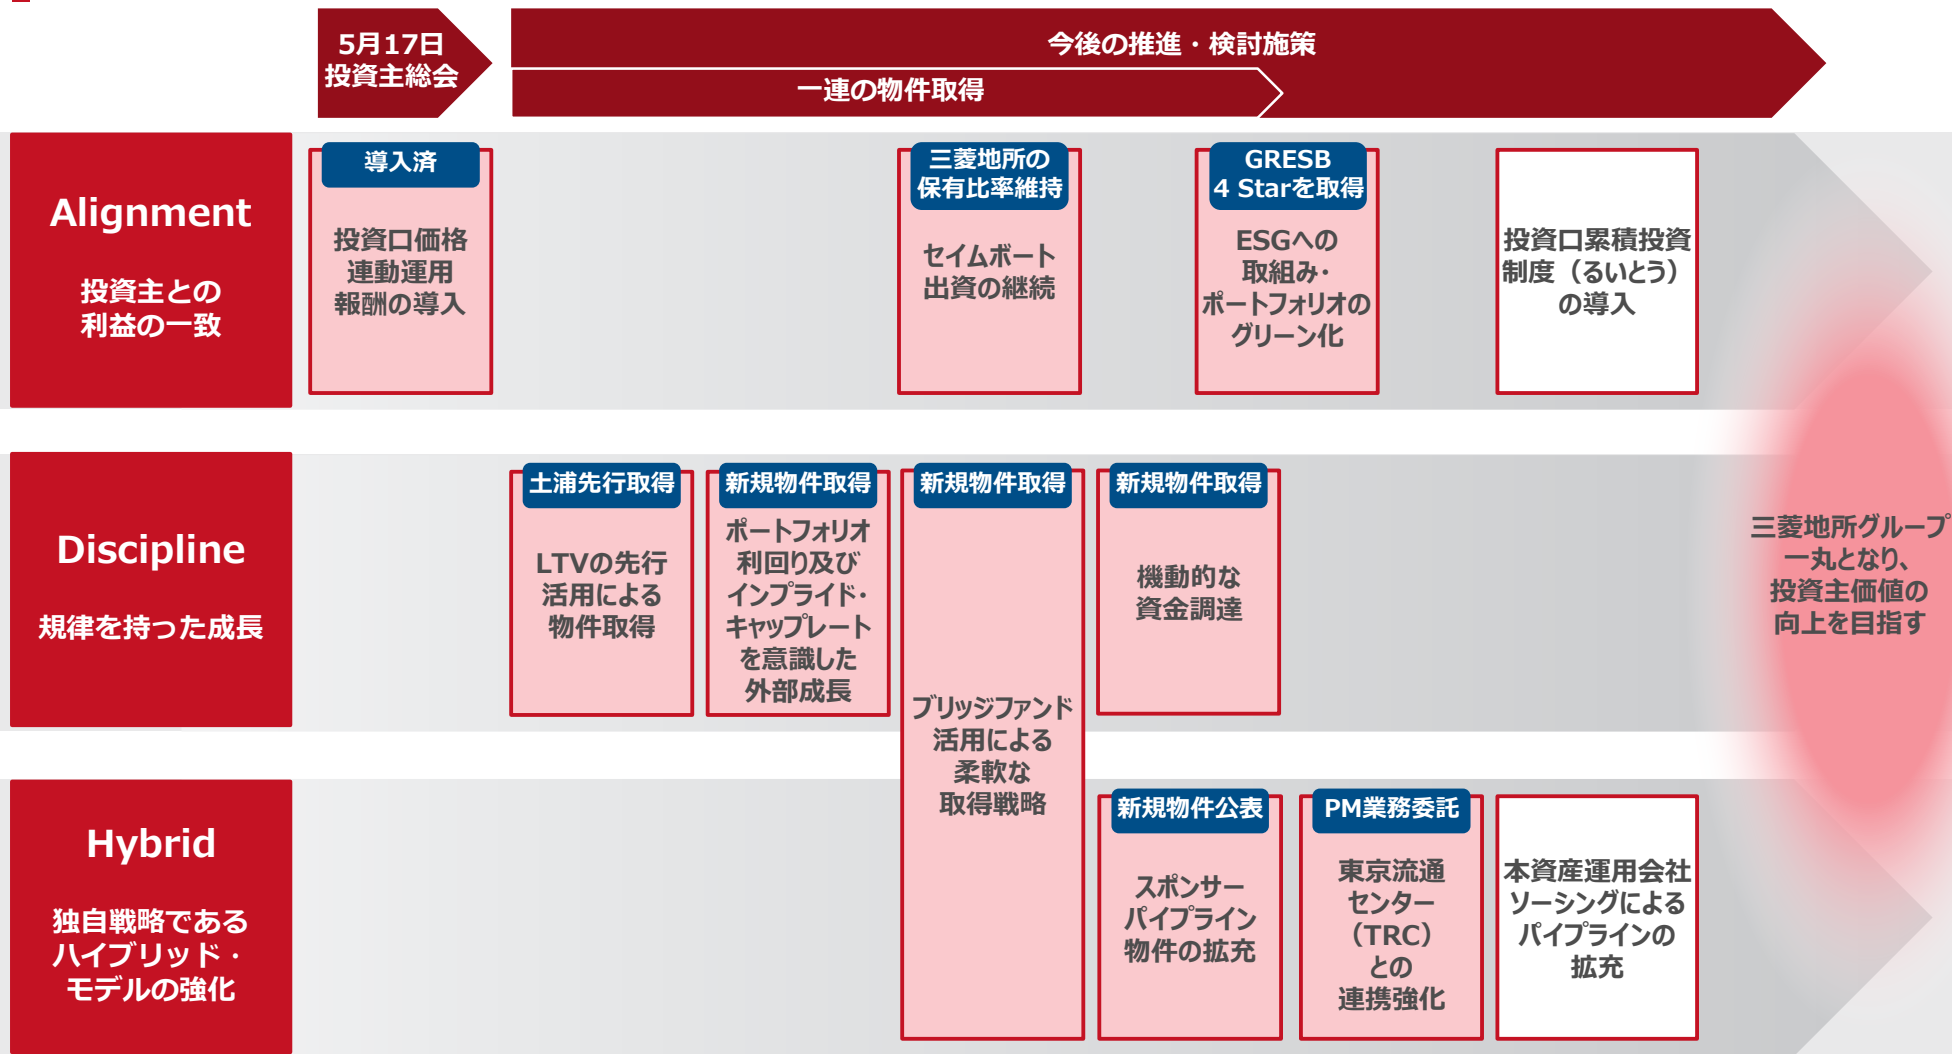 5月17日
投資主総会
今後の推進・検討施策
一連の物件取得
Alignment
投資主との
利益の一致
導入済
投資口価格
連動運用
報酬の導入
三菱地所の
保有比率維持
セイムボート
出資の継続
GRESB
4 Starを取得
ESGへの
取組み・
ポートフォリオの
グリーン化
投資口累積投資
制度（るいとう）
の導入
Discipline
規律を持った成長
土浦先行取得
LTVの先行
活用による
物件取得
新規物件取得
ポートフォリオ
利回り及び
インプライド・
キャップレート
を意識した
外部成長
新規物件取得
ブリッジファンド
活用による
柔軟な
取得戦略
新規物件取得
機動的な
資金調達
三菱地所グループ
一丸となり、
投資主価値の
向上を目指す
Hybrid
独自戦略である
ハイブリッド・
モデルの強化
新規物件公表
スポンサー
パイプライン
物件の拡充
PM業務委託
東京流通
センター
（TRC）
との
連携強化
本資産運用会社
ソーシングによる
パイプラインの
拡充